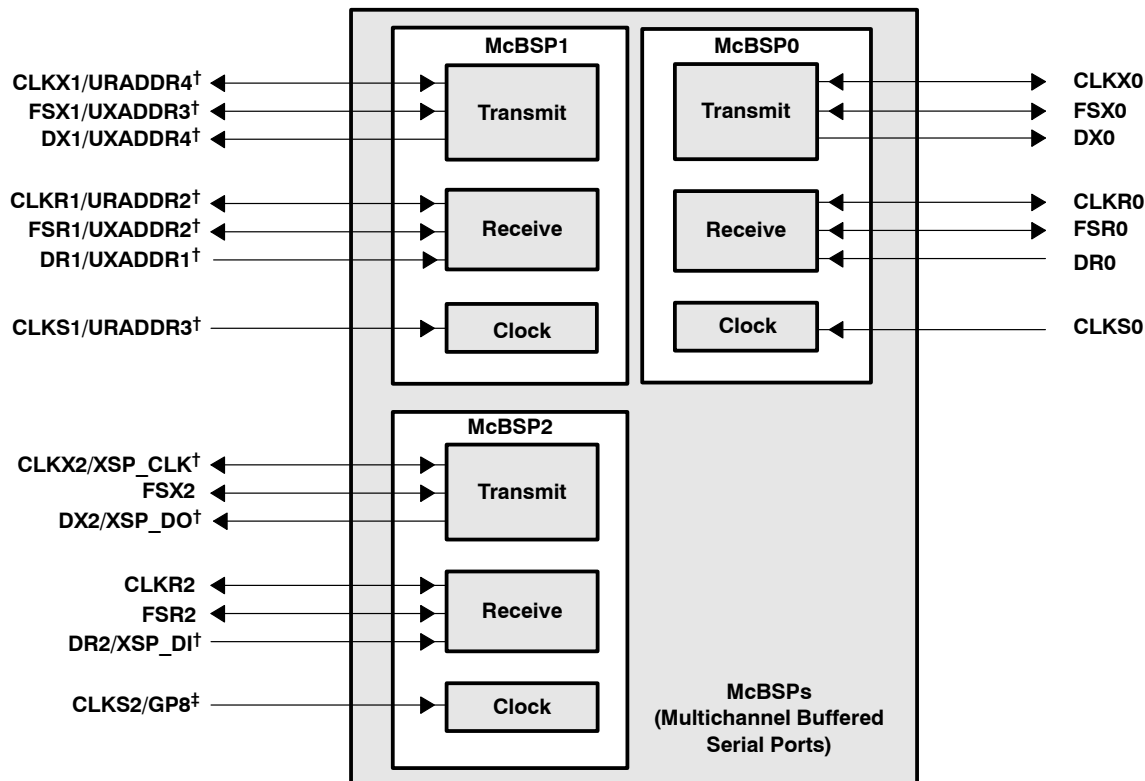 McBSP1
McBSP0
CLKX1/URADDR4†
FSX1/UXADDR3†
DX1/UXADDR4†
Transmit
Transmit
CLKX0
FSX0
DX0
CLKR1/URADDR2†
FSR1/UXADDR2†
DR1/UXADDR1†
Receive
Receive
CLKR0
FSR0
DR0
CLKS1/URADDR3†
Clock
Clock
CLKS0
McBSP2
CLKX2/XSP_CLK†
FSX2
DX2/XSP_DO†
Transmit
CLKR2
FSR2
DR2/XSP_DI†
Receive
CLKS2/GP8‡
Clock
McBSPs
(Multichannel Buffered
Serial Ports)